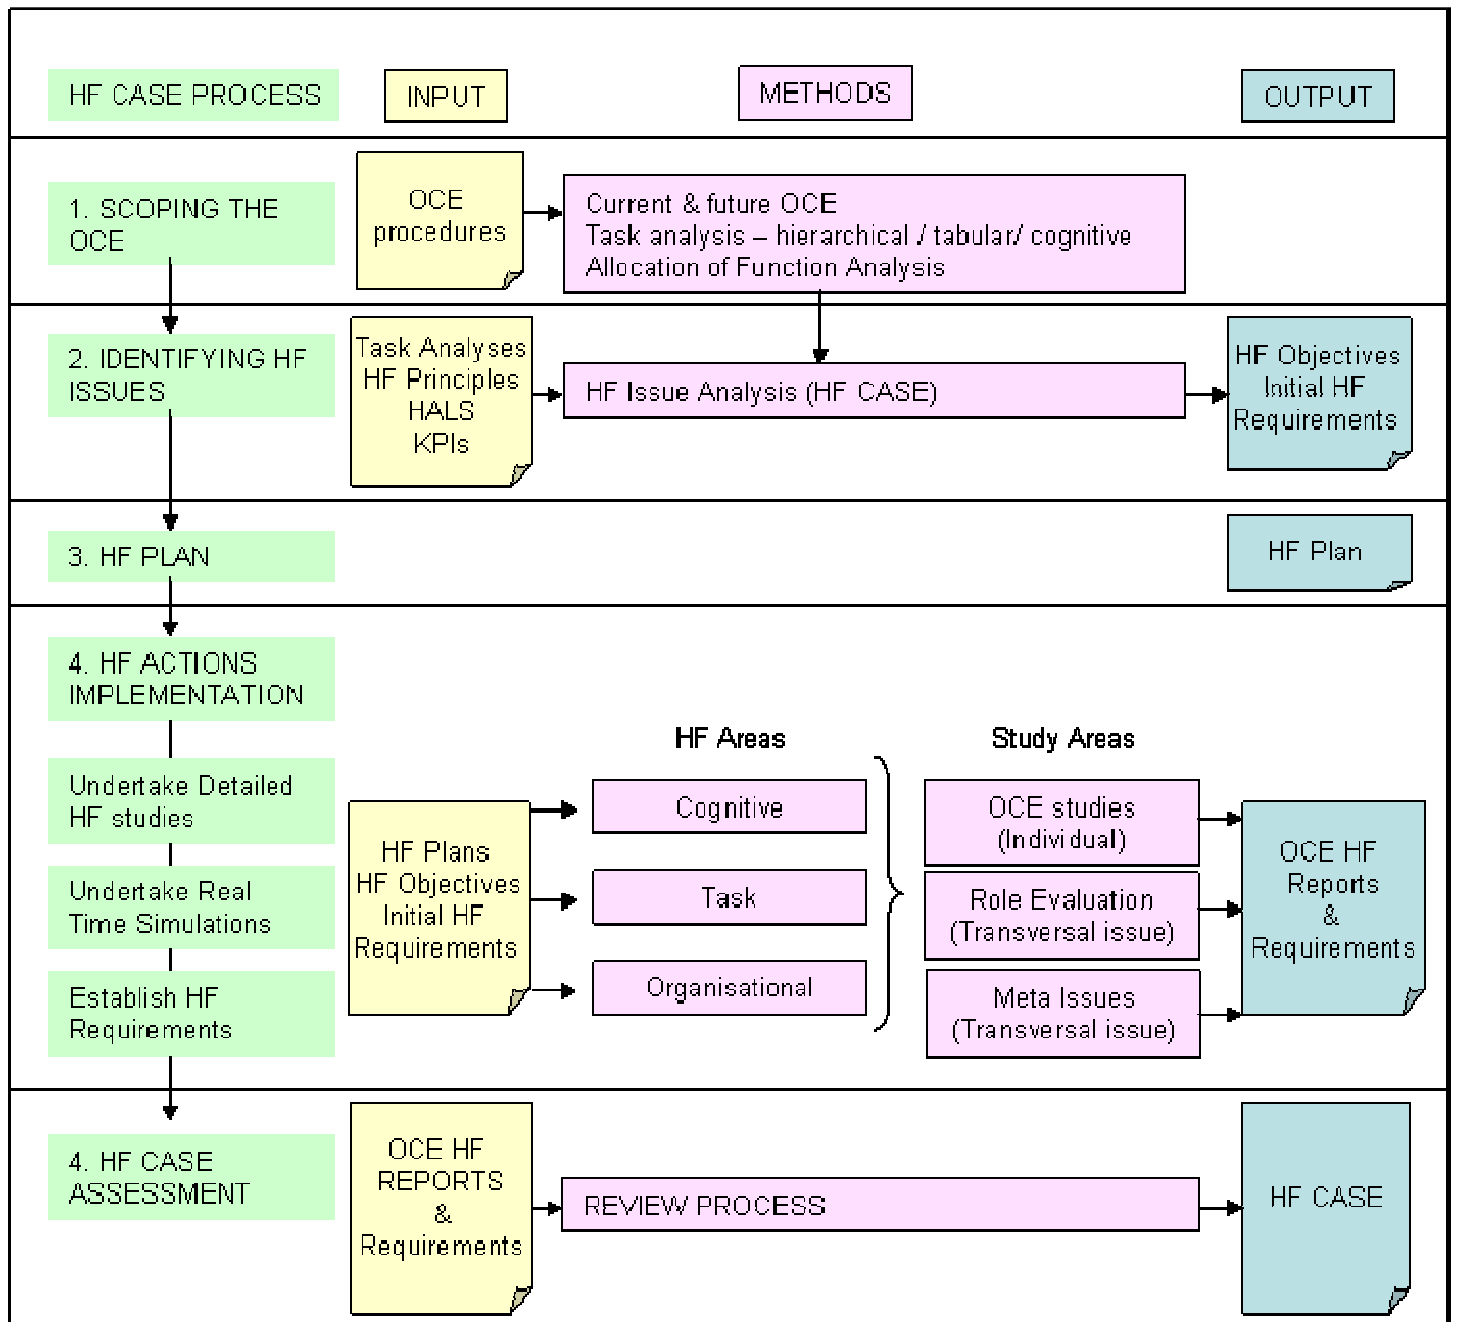 HF CASE PROCESS
INPUT
METHODS
OUTPUT
1. SCOPING THE
OCE
OCE
procedures
Current & future OCE
Task analysis – hierarchical / tabular/ cognitive
Allocation of Function Analysis
2. IDENTIFYING HF
ISSUES
Task Analyses
HF Principles
HALS
KPIs
HF Issue Analysis (HF CASE)
HF Objectives
Initial HF
Requirements
3. HF PLAN
HF Plan
4. HF ACTIONS
IMPLEMENTATION
Undertake Detailed
HF studies
Undertake Real
Time Simulations
Establish HF
Requirements
HF Plans
HF Objectives
Initial HF
Requirements
HF Areas
Cognitive
Task
Organisational
Study Areas
OCE studies
(Individual)
Role Evaluation
(Transversal issue)
Meta Issues
(Transversal issue)
OCE HF
Reports
&
Requirements
4. HF CASE
ASSESSMENT
OCE HF
REPORTS
&
Requirements
REVIEW PROCESS
HF CASE